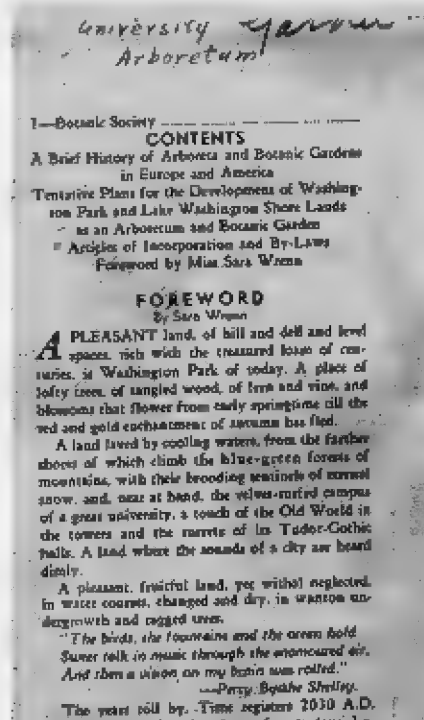 University
Arboretum
1—Botanic Society
CONTENTS
A Brief History of Arboreta and Botanic Gardens
in Europe and America
Tentative Plans for the Development of Washing-
ton Park and Lake Washington Shore Lands
as an Arboretum and Botanic Garden
Articles of Incorporation and By-Laws
Foreword by Miss Sara Wrenn
FOREWORD
By Sara Wrenn
A PLEASANT land, of hill and dell and level
spaces, rich with the treasured loam of cen-
turies, is Washington Park of today. A place of
lofty trees, of tangled wood, of fern and vine, and
blossoms that flower from early springtime till the
red and gold enchantment of autumn has fled.
A land laved by cooling waters, from the farther
shores of which climb the blue-green forests of
mountains, with their brooding sentinels of eternal
snow, and, near at hand, the velvet-turfed campus
of a great university, a touch of the Old World in
the towers and the turrets of its Tudor-Gothic
halls. A land where the sounds of a city are heard
dimly.
A pleasant, fruitful land, yet withal neglected.
In water courses, changed and dry, in wanton un-
dergrowth and ragged trees.
"The birds, the fountains and the ocean hold
Sweet talk in music through the enamoured air.
And then a vision on my brain was rolled."
—Percy Bysshe Shelley.
The years roll by. Time registers 2030 A.D.